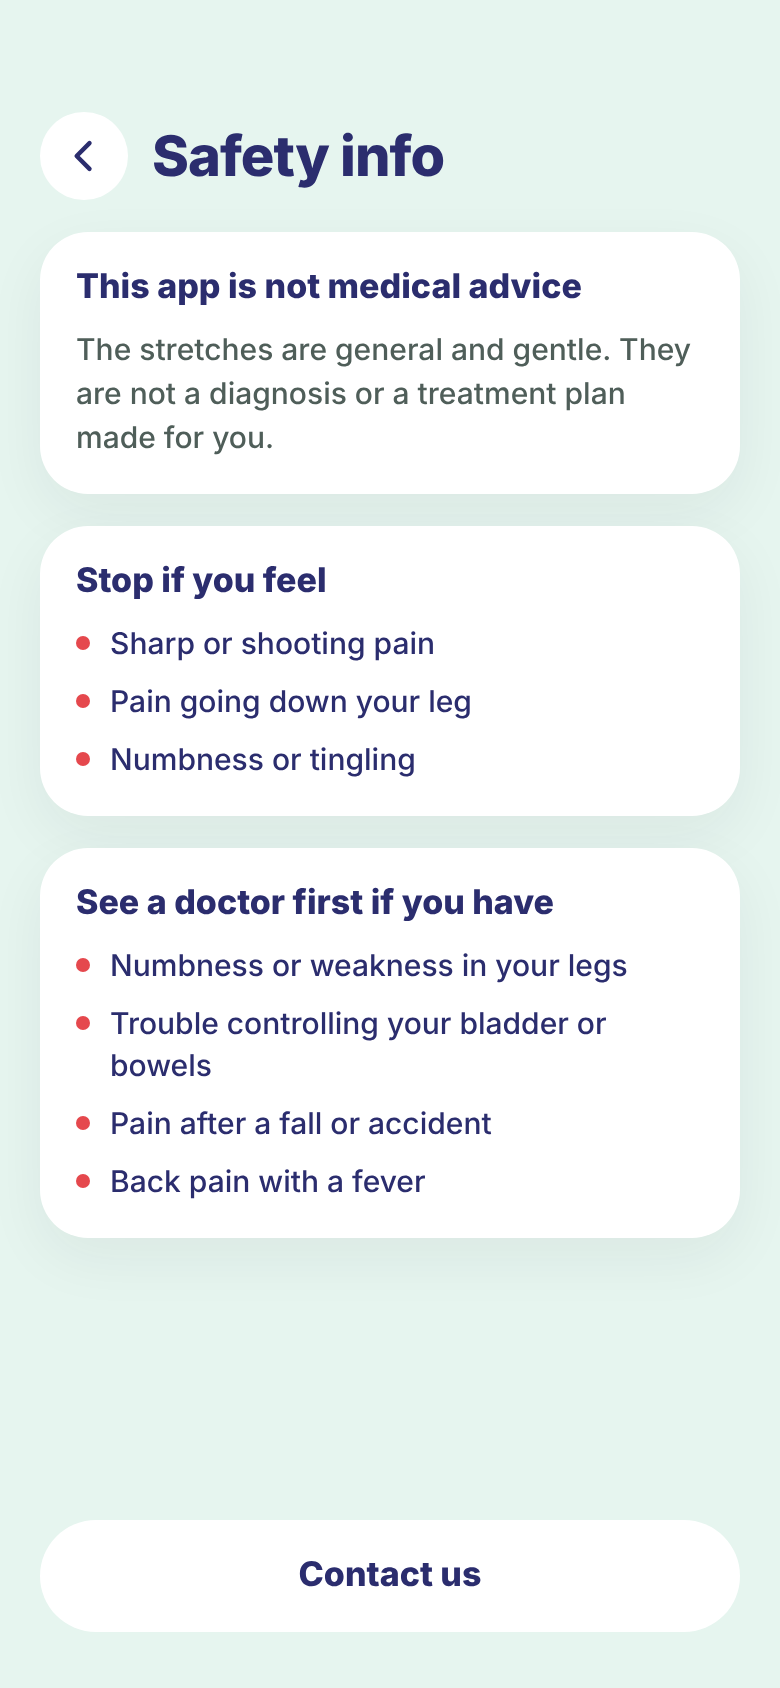 Safety info
This app is not medical advice
The stretches are general and gentle. They
are not a diagnosis or a treatment plan
made for you.
Stop if you feel
Sharp or shooting pain
Pain going down your leg
Numbness or tingling
See a doctor first if you have
Numbness or weakness in your legs
Trouble controlling your bladder or
bowels
Pain after a fall or accident
Back pain with a fever
Contact us